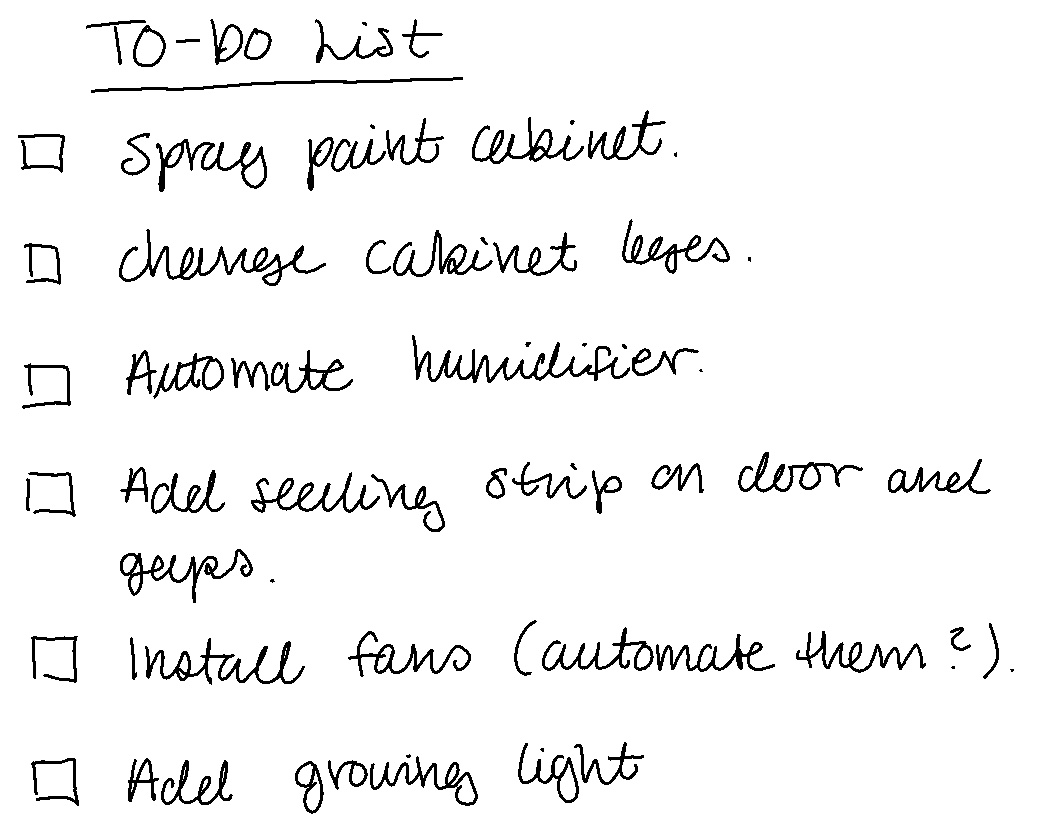 To-Do List
Spray paint cabinet.
Change cabinet leges.
Automate humidifier.
Add sealing strip on door and
gaps.
Install fans (automate them?).
Add growing light